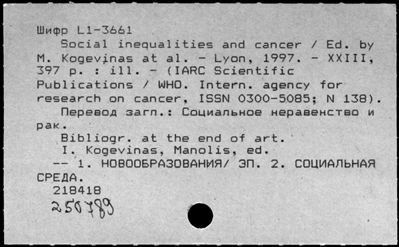 Шифр L1-3661
Social inequalities and cancer / Ed. by
M. Kogevinas at al. - Lyon, 1997. - XXIII,
397 p. : ill. - (IARC Scientific
Publications / WHO. Intern. agency for
research on cancer, ISSN 0300-5085; N 138).
Перевод загл.: Социальное неравенство и
рак.
Bibliogr. at the end of art.
I. Kogevinas, Manolis, ed.
-- 1. НОВООБРАЗОВАНИЯ/ ЭП. 2. СОЦИАЛЬНАЯ
СРЕДА.
218418
250789